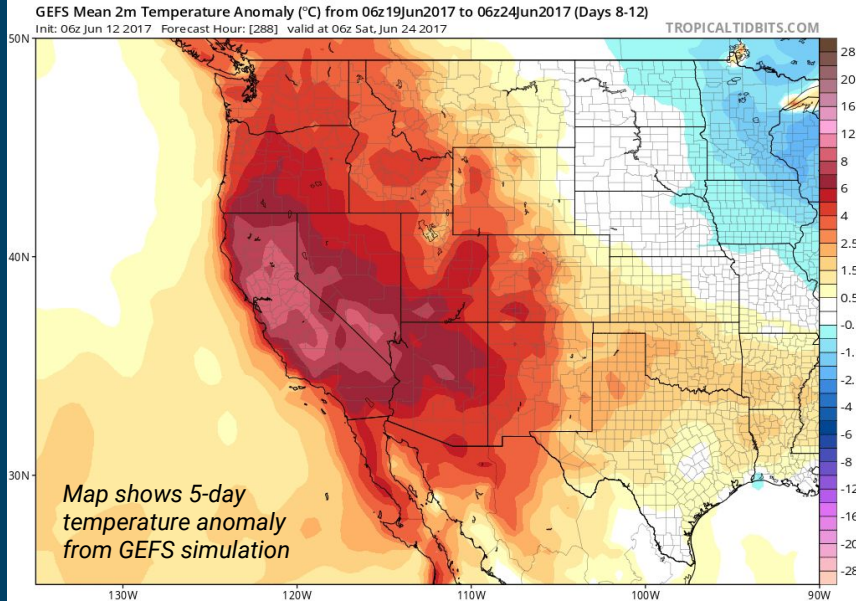 GEFS Mean 2m Temperature Anomaly (°C) from 06z19Jun2017 to 06z24Jun2017 (Days 8-12)
Init: 06z Jun 12 2017 Forecast Hour: [288] valid at 06z Sat, Jun 24 2017 TROPICALTIDBITS.COM
50N
40N
30N
Map shows 5-day
temperature anomaly
from GEFS simulation
130W 120W 110W 100W 90W
28
20
16
12
8
6
4
2.5
1.5
0.5
-0.
-1.
-2.
-4
-6
-8
-12
-16
-20
-28